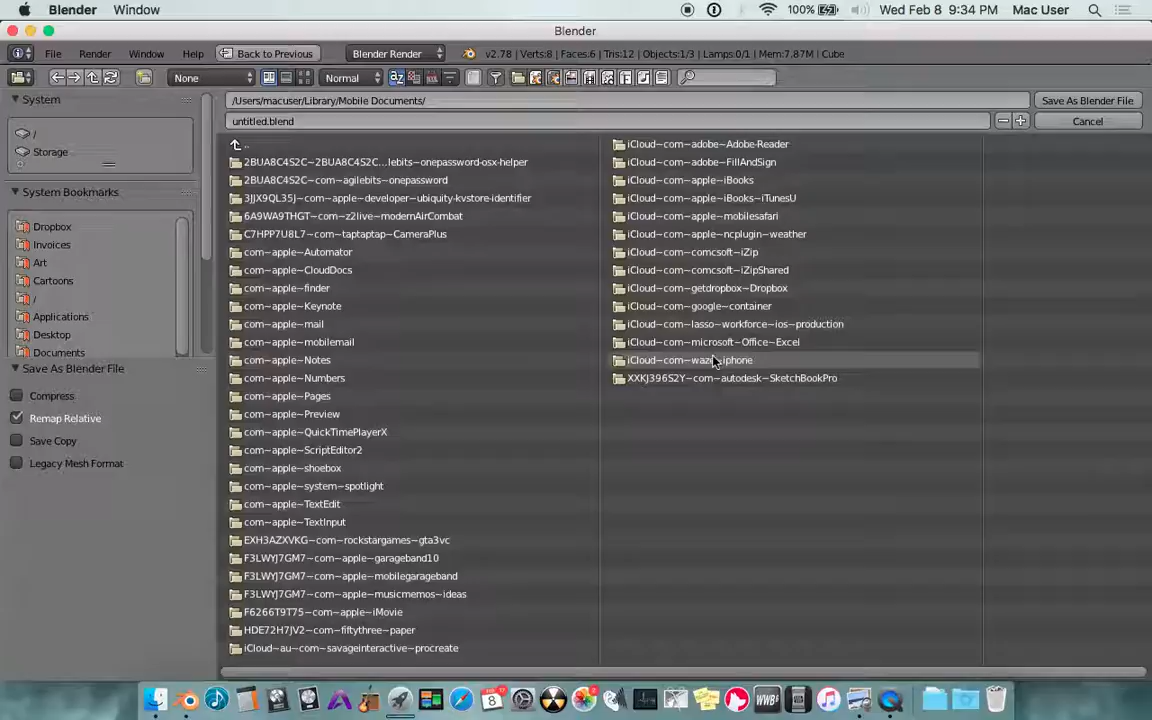 Blender Window 100% Wed Feb 8 9:34 PM Mac User
Blender
File Render Window Help Back to Previous Blender Render v2.78 | Verts:8 | Faces:6 | Tris:12 | Objects:1/3 | Lamps:0/1 | Mem:7.87M | Cube
None Normal
System
/
Storage
System Bookmarks
Dropbox
Invoices
Art
Cartoons
/
Applications
Desktop
Documents
Save As Blender File
Compress
Remap Relative
Save Copy
Legacy Mesh Format
/Users/macuser/Library/Mobile Documents/ Save As Blender File
untitled.blend Cancel
..
2BUA8C4S2C~2BUA8C4S2C...lebits~onepassword-osx-helper
2BUA8C4S2C~com~agilebits~onepassword
3JJX9QL35J~com~apple~developer~ubiquity-kvstore-identifier
6A9WA9THGT~com~z2live~modernAirCombat
C7HPP7U8L7~com~taptaptap~CameraPlus
com~apple~Automator
com~apple~CloudDocs
com~apple~finder
com~apple~Keynote
com~apple~mail
com~apple~mobilemail
com~apple~Notes
com~apple~Numbers
com~apple~Pages
com~apple~Preview
com~apple~QuickTimePlayerX
com~apple~ScriptEditor2
com~apple~shoebox
com~apple~system~spotlight
com~apple~TextEdit
com~apple~TextInput
EXH3AZXVKG~com~rockstargames~gta3vc
F3LWYJ7GM7~com~apple~garageband10
F3LWYJ7GM7~com~apple~mobilegarageband
F3LWYJ7GM7~com~apple~musicmemos~ideas
F6266T9T75~com~apple~iMovie
HDE72H7JV2~com~fiftythree~paper
iCloud~au~com~savageinteractive~procreate
iCloud~com~adobe~Adobe-Reader
iCloud~com~adobe~FillAndSign
iCloud~com~apple~iBooks
iCloud~com~apple~iBooks~iTunesU
iCloud~com~apple~mobilesafari
iCloud~com~apple~ncplugin~weather
iCloud~com~comcsoft~iZip
iCloud~com~comcsoft~iZipShared
iCloud~com~getdropbox~Dropbox
iCloud~com~google~container
iCloud~com~lasso~workforce~ios~production
iCloud~com~microsoft~Office~Excel
iCloud~com~waze~iphone
XXKJ396S2Y~com~autodesk~SketchBookPro